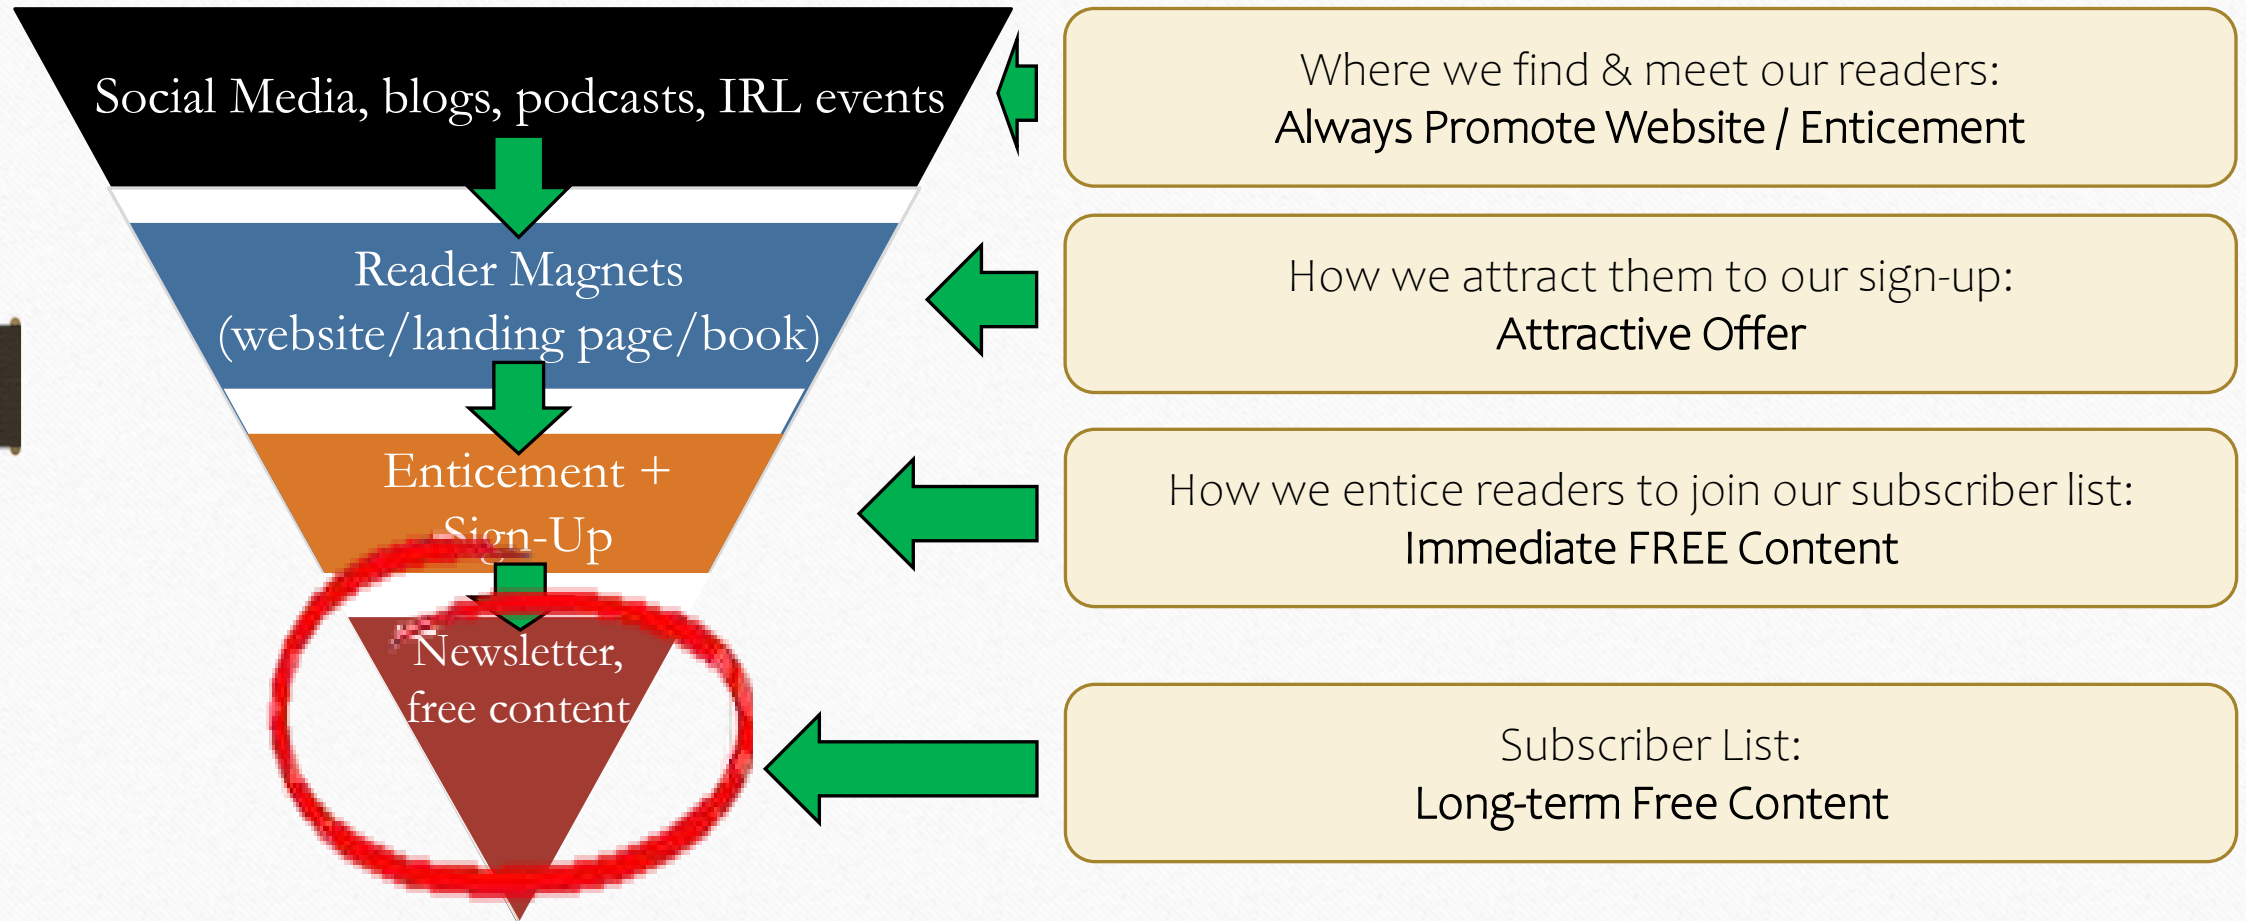 Social Media, blogs, podcasts, IRL events
Where we find & meet our readers:
Always Promote Website / Enticement
Reader Magnets
(website/landing page/book)
How we attract them to our sign-up:
Attractive Offer
Enticement +
Sign-Up
How we entice readers to join our subscriber list:
Immediate FREE Content
Newsletter,
free content
Subscriber List:
Long-term Free Content